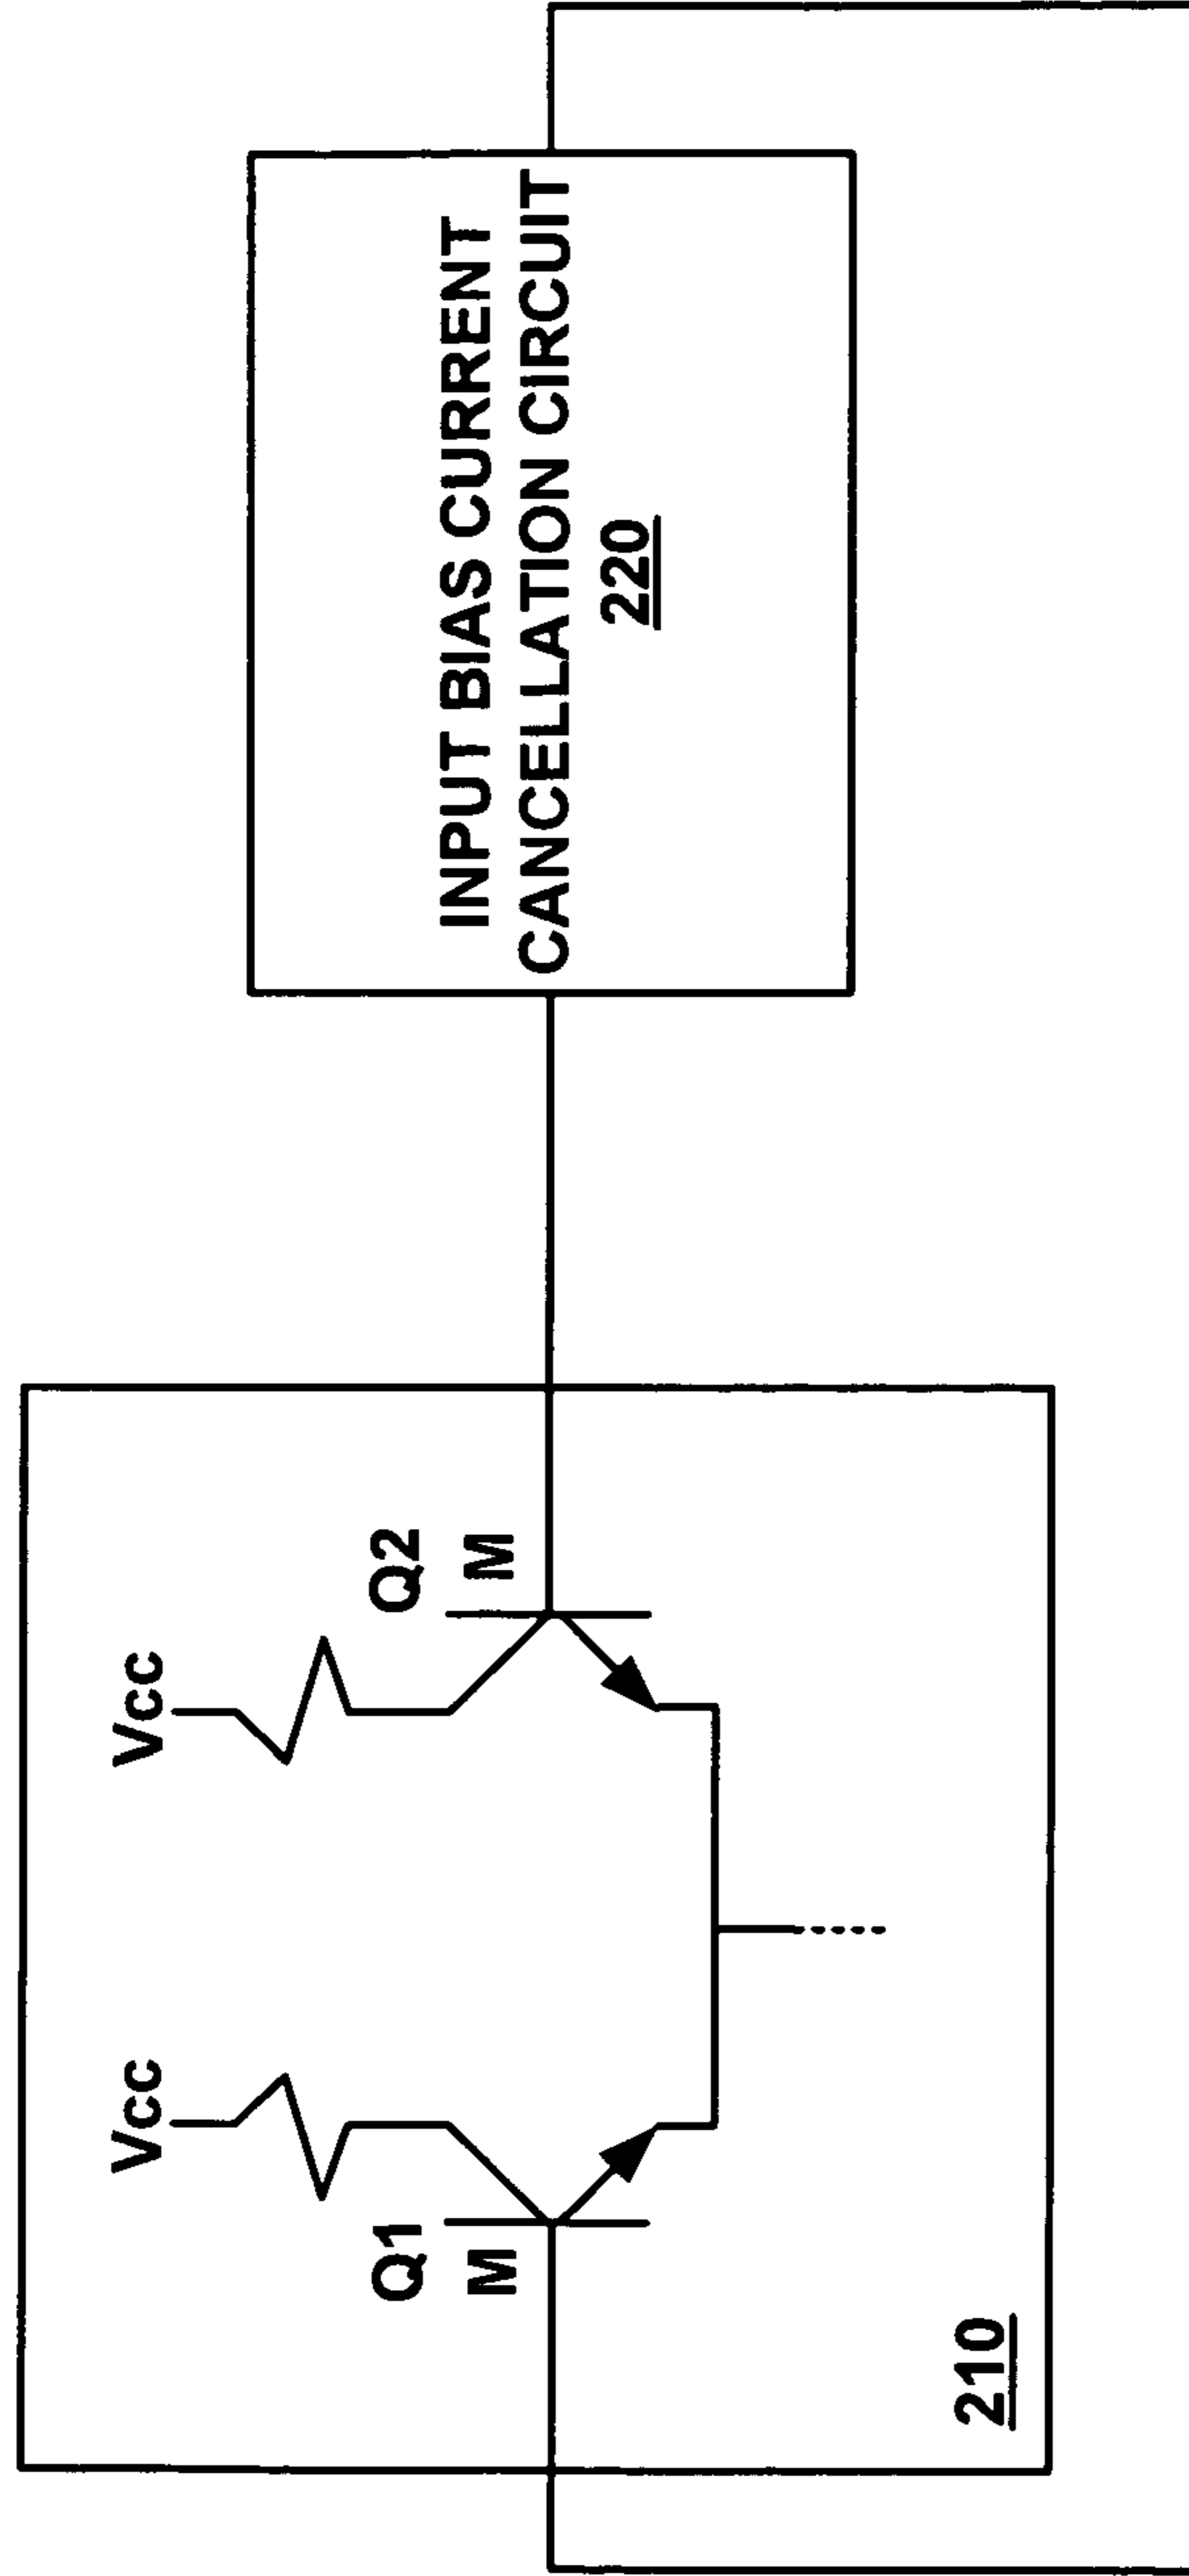 Vcc
Vcc
Q1
M
Q2
M
210
INPUT BIAS CURRENT
CANCELLATION CIRCUIT
220